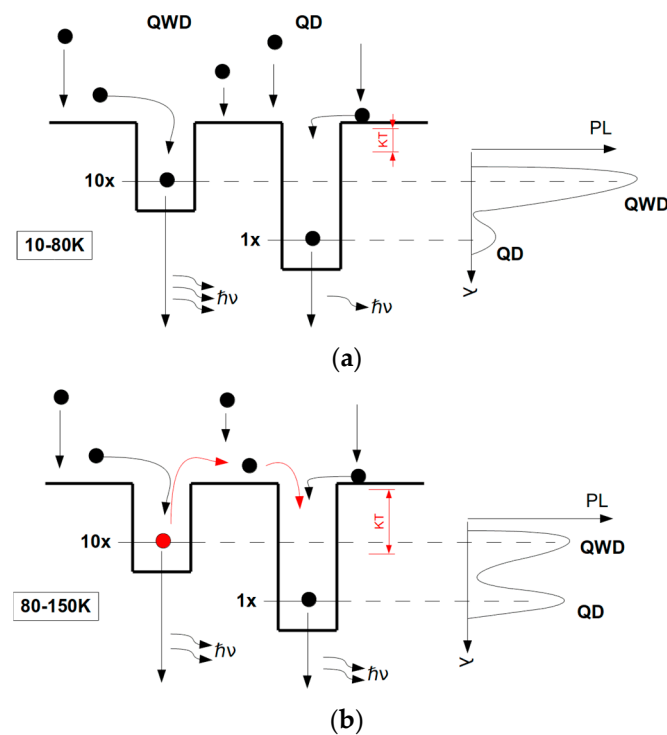 QWD QD
KT
PL
10x
QWD
1x
10-80K
QD
ħν ħν
ν
(a)
KT
PL
10x
QWD
1x
80-150K
QD
ħν ħν
ν
(b)